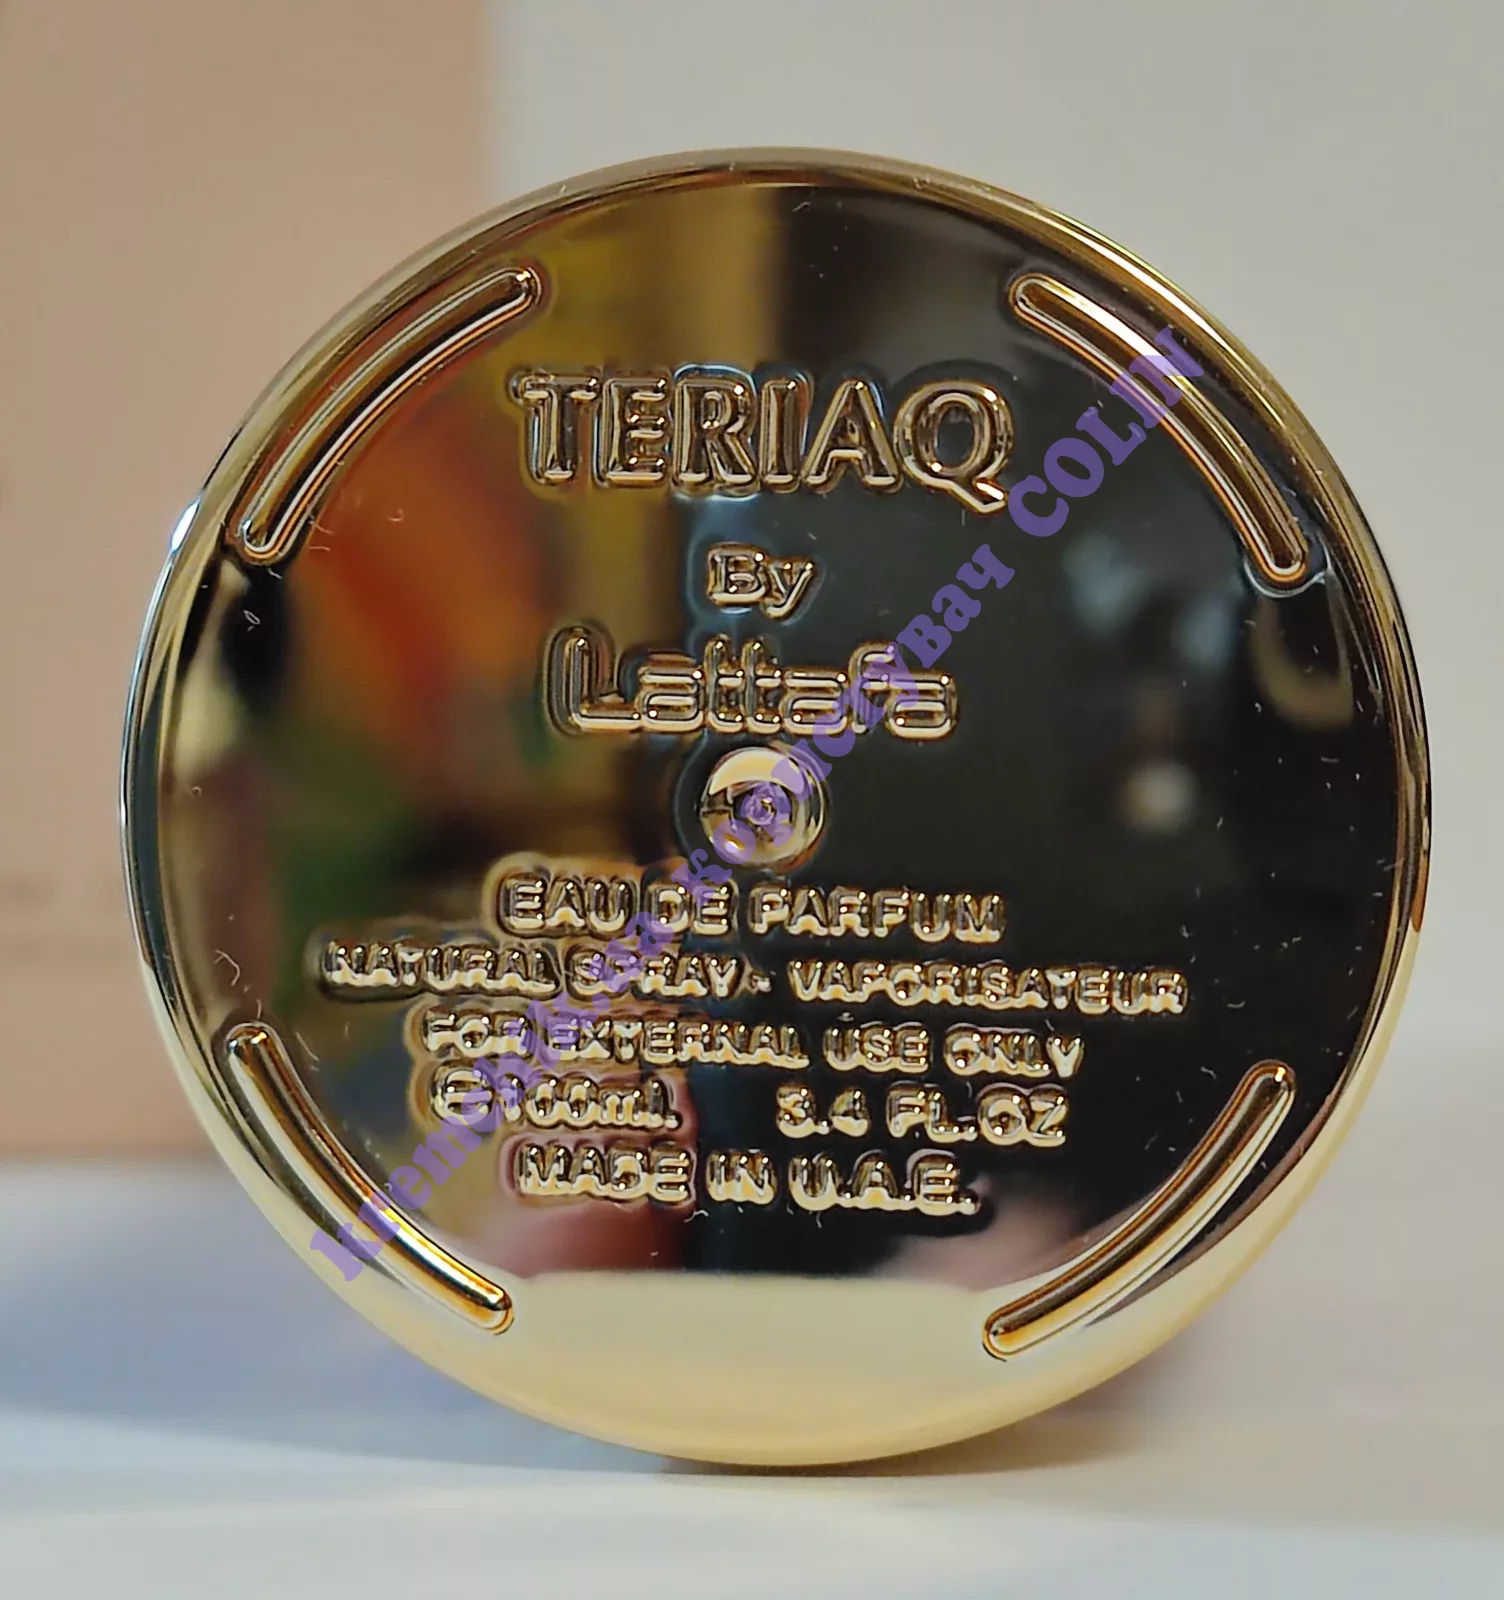 TERIAQ
By
Lattafa
EAU DE PARFUM
NATURAL SPRAY - VAPORISATEUR
FOR EXTERNAL USE ONLY
℮100ml. 3.4 FL.OZ
MADE IN U.A.E.
користуВач COLIN